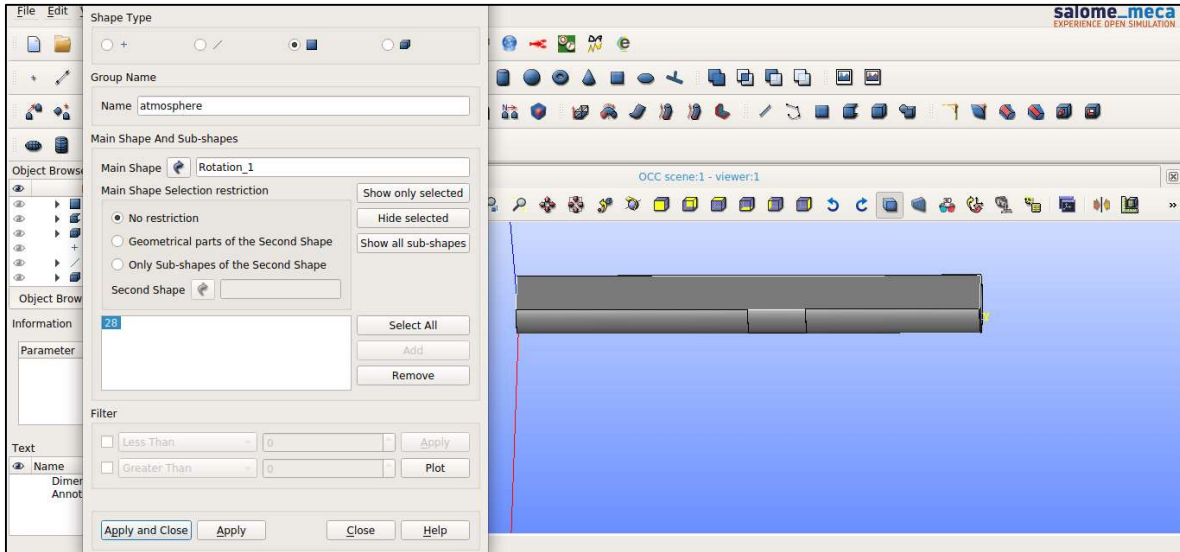 File Edit
salome_meca
EXPERIENCE OPEN SIMULATION
Shape Type
Group Name
Name atmosphere
Main Shape And Sub-shapes
Main Shape Rotation_1
Main Shape Selection restriction
Show only selected
No restriction
Hide selected
Geometrical parts of the Second Shape
Show all sub-shapes
Only Sub-shapes of the Second Shape
Second Shape
28
Select All
Add
Remove
Filter
Less Than 0 Apply
Greater Than 0 Plot
Apply and Close Apply Close Help
Object Brows
Object Brow
Information
Parameter
Text
Name
Dimer
Annot
OCC scene:1 - viewer:1